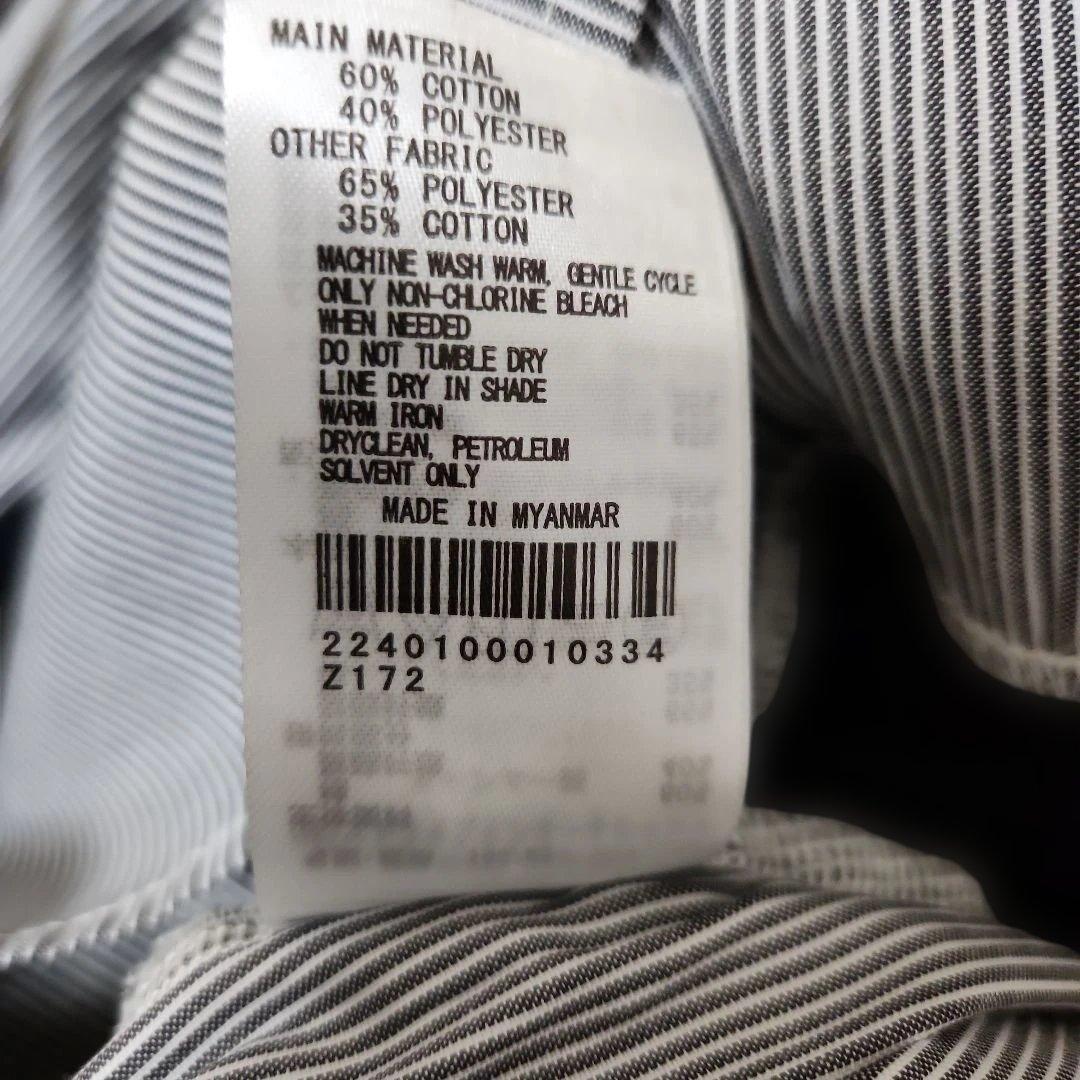 MAIN MATERIAL
60% COTTON
40% POLYESTER
OTHER FABRIC
65% POLYESTER
35% COTTON
MACHINE WASH WARM, GENTLE CYCLE
ONLY NON-CHLORINE BLEACH
WHEN NEEDED
DO NOT TUMBLE DRY
LINE DRY IN SHADE
WARM IRON
DRYCLEAN, PETROLEUM
SOLVENT ONLY
MADE IN MYANMAR
2240100010334
Z172